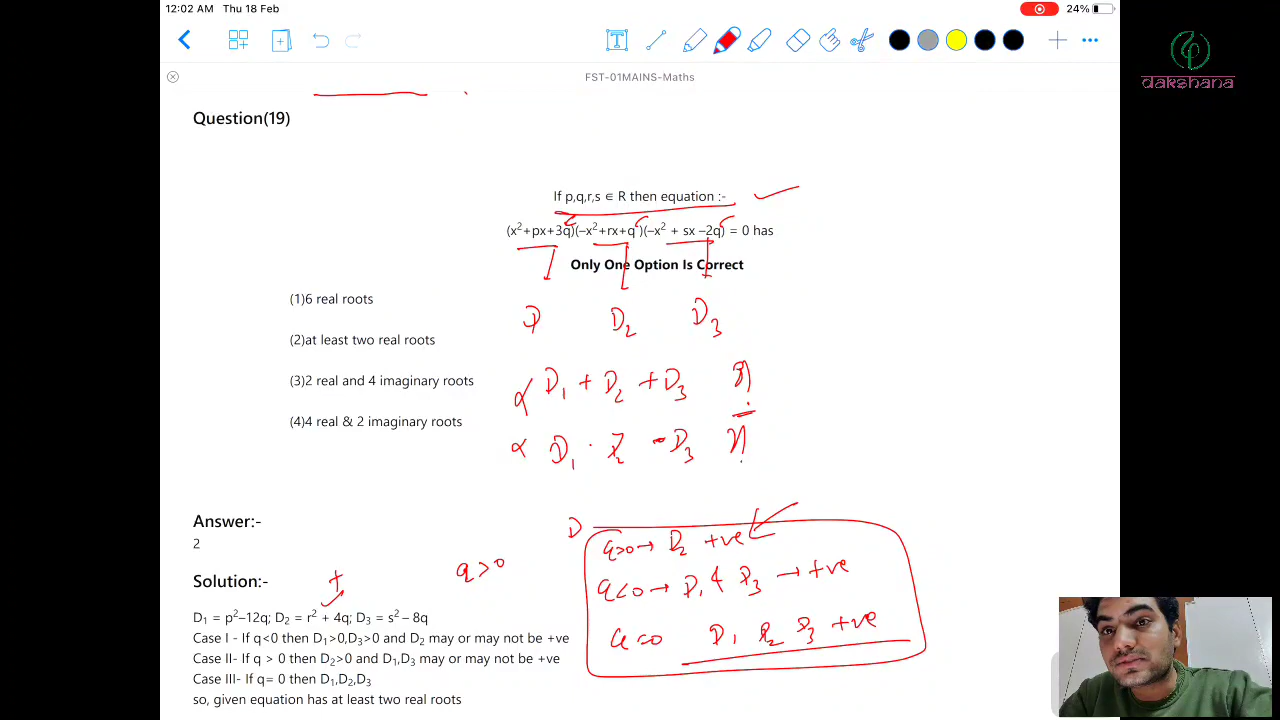 12:02 AM Thu 18 Feb
24%
dakshana
FST-01MAINS-Maths
Question(19)
If p,q,r,s ∈ R then equation :-
(x²+px+3q)(–x²+rx+q )(–x² + sx –2q) = 0 has
Only One Option Is Correct
(1)6 real roots
D₂ D₃
(2)at least two real roots
(3)2 real and 4 imaginary roots
α D₁ + D₂ + D₃
(4)4 real & 2 imaginary roots
α D₁ · D₃
Answer:-
2
D
q>0 → D₂ +ve
q<0 → D₁ & D₃ → +ve
q=0 D₁ D₂ D₃ +ve
q>0
Solution:-
+
D₁ = p²–12q; D₂ = r² + 4q; D₃ = s² – 8q
Case I - If q<0 then D₁>0,D₃>0 and D₂ may or may not be +ve
Case II- If q > 0 then D₂>0 and D₁,D₃ may or may not be +ve
Case III- If q= 0 then D₁,D₂,D₃
so, given equation has at least two real roots